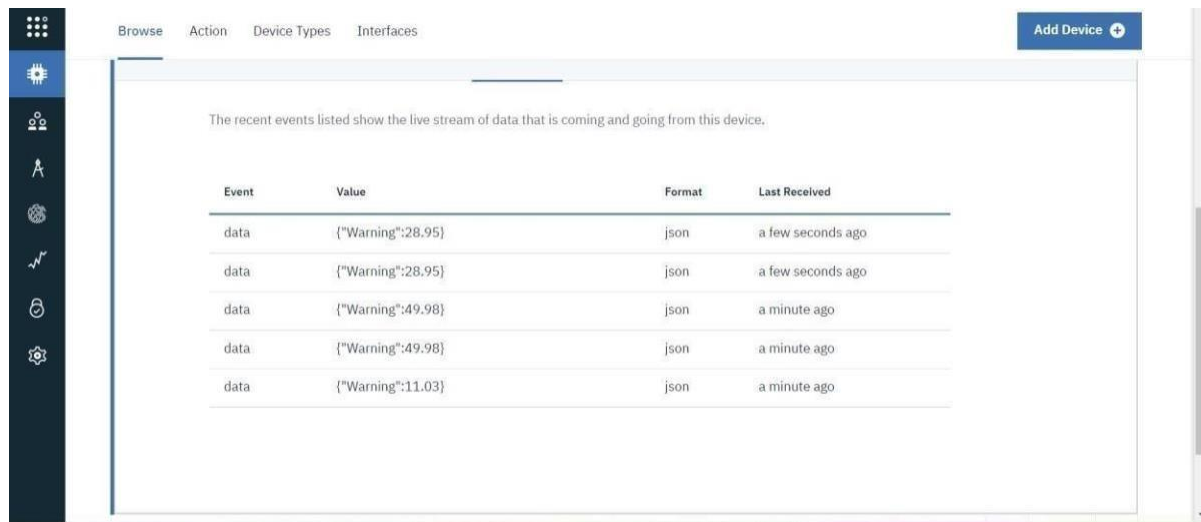 Browse Action Device Types Interfaces Add Device
The recent events listed show the live stream of data that is coming and going from this device.
Event Value Format Last Received
data {"Warning":28.95} json a few seconds ago
data {"Warning":28.95} json a few seconds ago
data {"Warning":49.98} json a minute ago
data {"Warning":49.98} json a minute ago
data {"Warning":11.03} json a minute ago